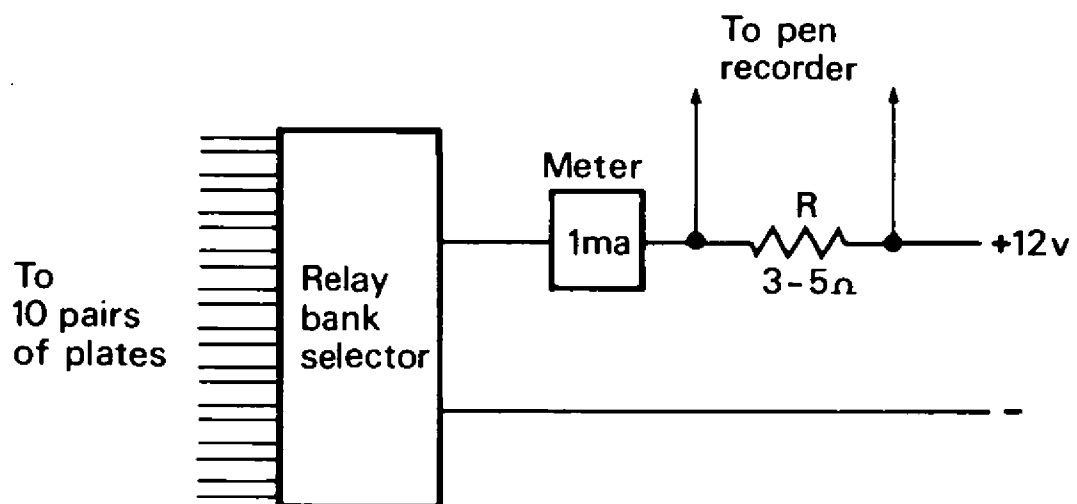 To pen
recorder
Meter
1ma
R
3-5Ω
+12v
To
10 pairs
of plates
Relay
bank
selector
-